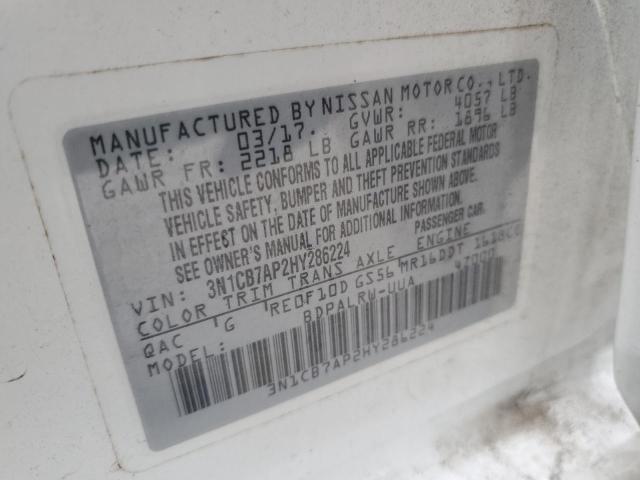 MANUFACTURED BY NISSAN MOTOR CO., LTD.
DATE: 03/17. GVWR: 4057 LB
GAWR FR: 2218 LB GAWR RR: 1896 LB
THIS VEHICLE CONFORMS TO ALL APPLICABLE FEDERAL MOTOR
VEHICLE SAFETY, BUMPER AND THEFT PREVENTION STANDARDS
IN EFFECT ON THE DATE OF MANUFACTURE SHOWN ABOVE.
SEE OWNER'S MANUAL FOR ADDITIONAL INFORMATION.
VIN: 3N1CB7AP2HY286224 PASSENGER CAR.
COLOR TRIM TRANS AXLE ENGINE
QAC G RE0F10D GS56 MR16DDT 1618CC
MODEL: BDPALRW-UUA 47000
3N1CB7AP2HY286224